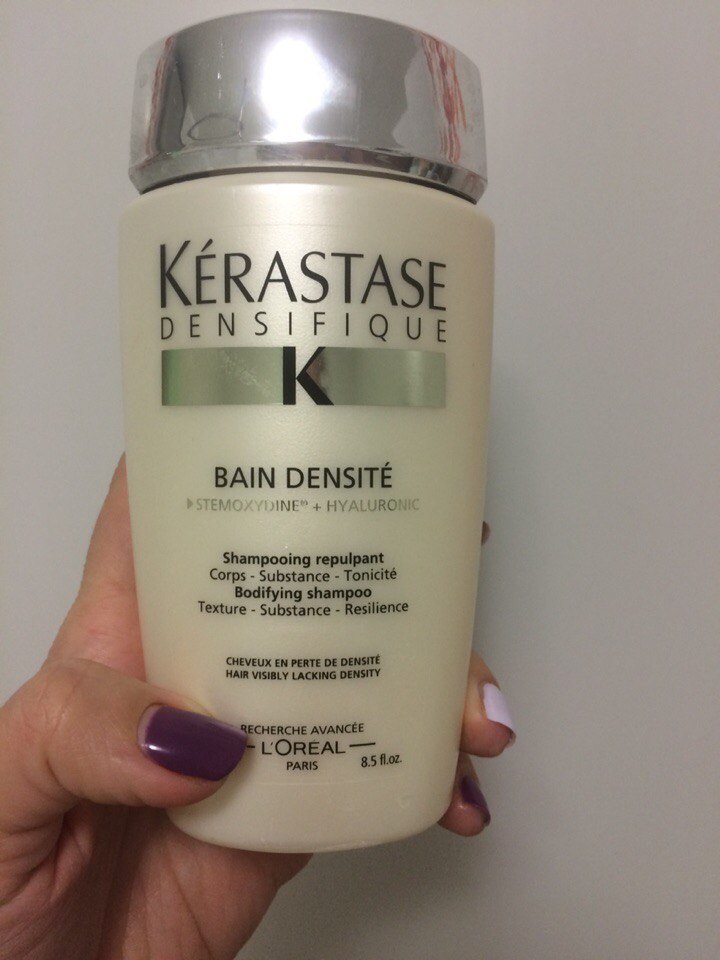 KÉRASTASE
DENSIFIQUE
K
BAIN DENSITÉ
STEMOXYDINE® + HYALURONIC
Shampooing repulpant
Corps - Substance - Tonicité
Bodifying shampoo
Texture - Substance - Resilience
CHEVEUX EN PERTE DE DENSITÉ
HAIR VISIBLY LACKING DENSITY
RECHERCHE AVANCÉE
L'ORÉAL
PARIS 8.5 fl.oz.